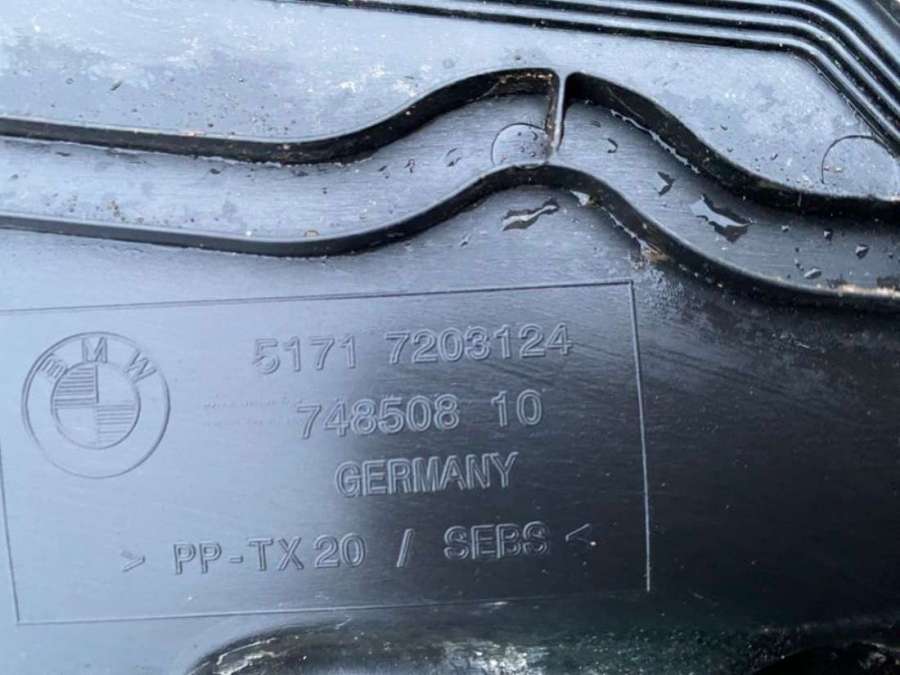 BMW
5171 7203124
748508 10
GERMANY
> PP-TX20 / SEBS <